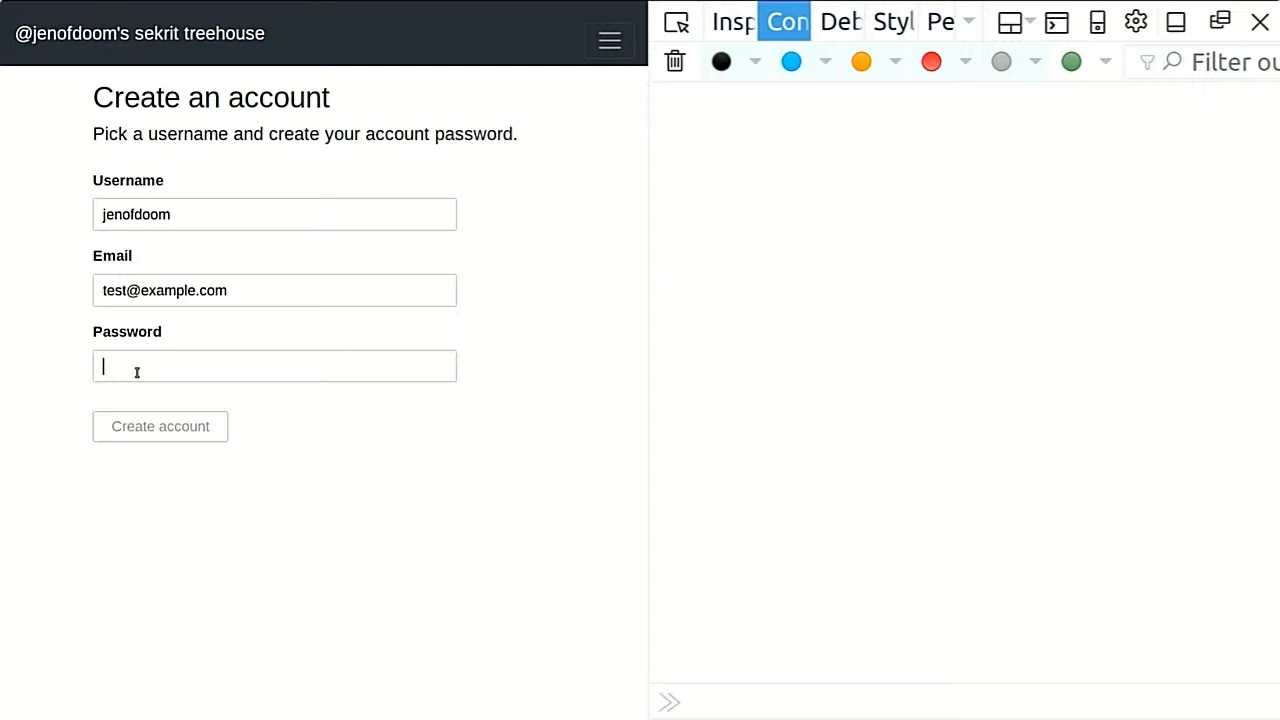 @jenofdoom's sekrit treehouse
Create an account
Pick a username and create your account password.
Username
jenofdoom
Email
test@example.com
Password
Create account
Insp Con Deb Styl Pe
Filter ou